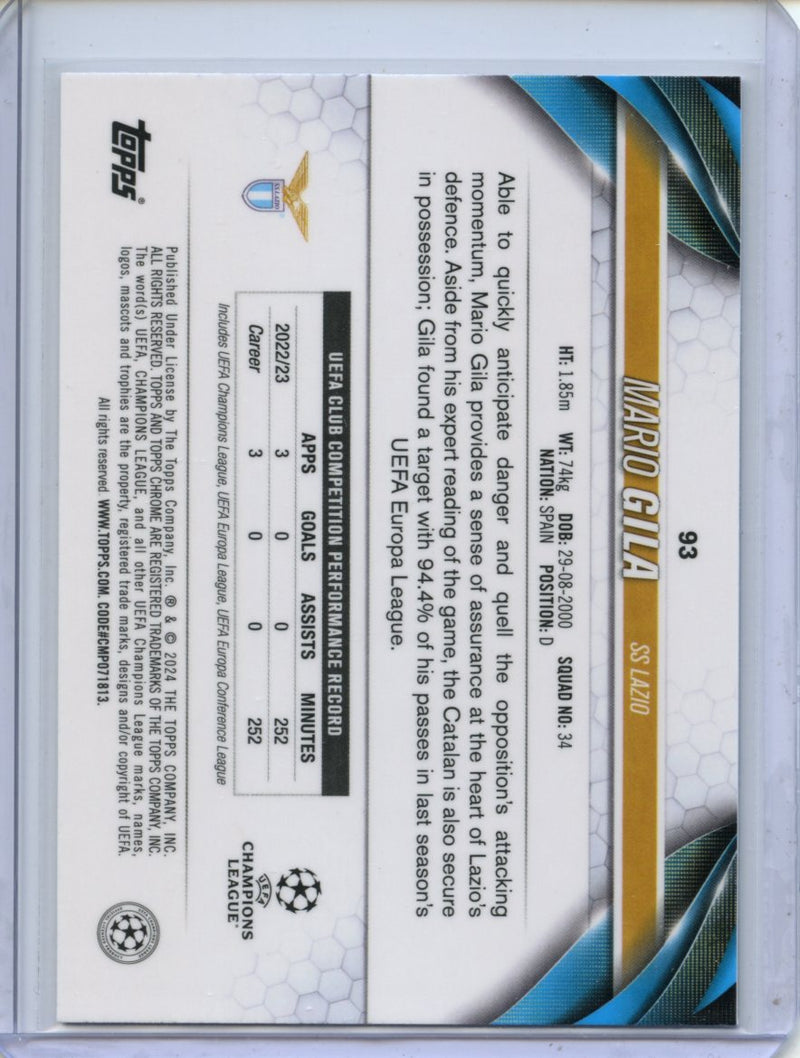 93
MARIO GILA SS LAZIO
HT: 1.85m WT: 74kg DOB: 29-08-2000 SQUAD NO: 34
NATION: SPAIN POSITION: D
Able to quickly anticipate danger and quell the opposition's attacking
momentum, Mario Gila provides a sense of assurance at the heart of Lazio's
defence. Aside from his expert reading of the game, the Catalan is also secure
in possession; Gila found a target with 94.4% of his passes in last season's
UEFA Europa League.
UEFA CLUB COMPETITION PERFORMANCE RECORD
APPS GOALS ASSISTS MINUTES
2022/23 3 0 0 252
Career 3 0 0 252
Includes UEFA Champions League, UEFA Europa League, UEFA Europa Conference League
S.S.LAZIO
UEFA
CHAMPIONS
LEAGUE®
topps®
Published Under License by The Topps Company, Inc. ® & © 2024 THE TOPPS COMPANY, INC.
ALL RIGHTS RESERVED. TOPPS AND TOPPS CHROME ARE REGISTERED TRADEMARKS OF THE TOPPS COMPANY, INC.
The word(s) UEFA, CHAMPIONS LEAGUE, and all other UEFA Champions League marks, names,
logos, mascots and trophies are the property, registered trade marks, designs and/or copyright of UEFA.
All rights reserved. WWW.TOPPS.COM. CODE#CMP071813.